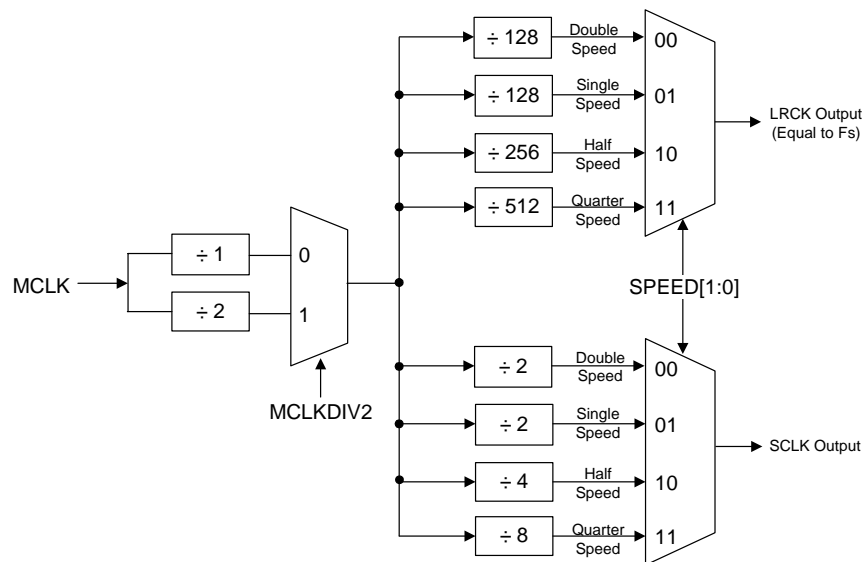 ÷ 128
Double
Speed
00
÷ 128
Single
Speed
01
÷ 256
Half
Speed
10
÷ 512
Quarter
Speed
11
LRCK Output
(Equal to Fs)
MCLK
÷ 1
0
÷ 2
1
MCLKDIV2
SPEED[1:0]
÷ 2
Double
Speed
00
÷ 2
Single
Speed
01
÷ 4
Half
Speed
10
÷ 8
Quarter
Speed
11
SCLK Output